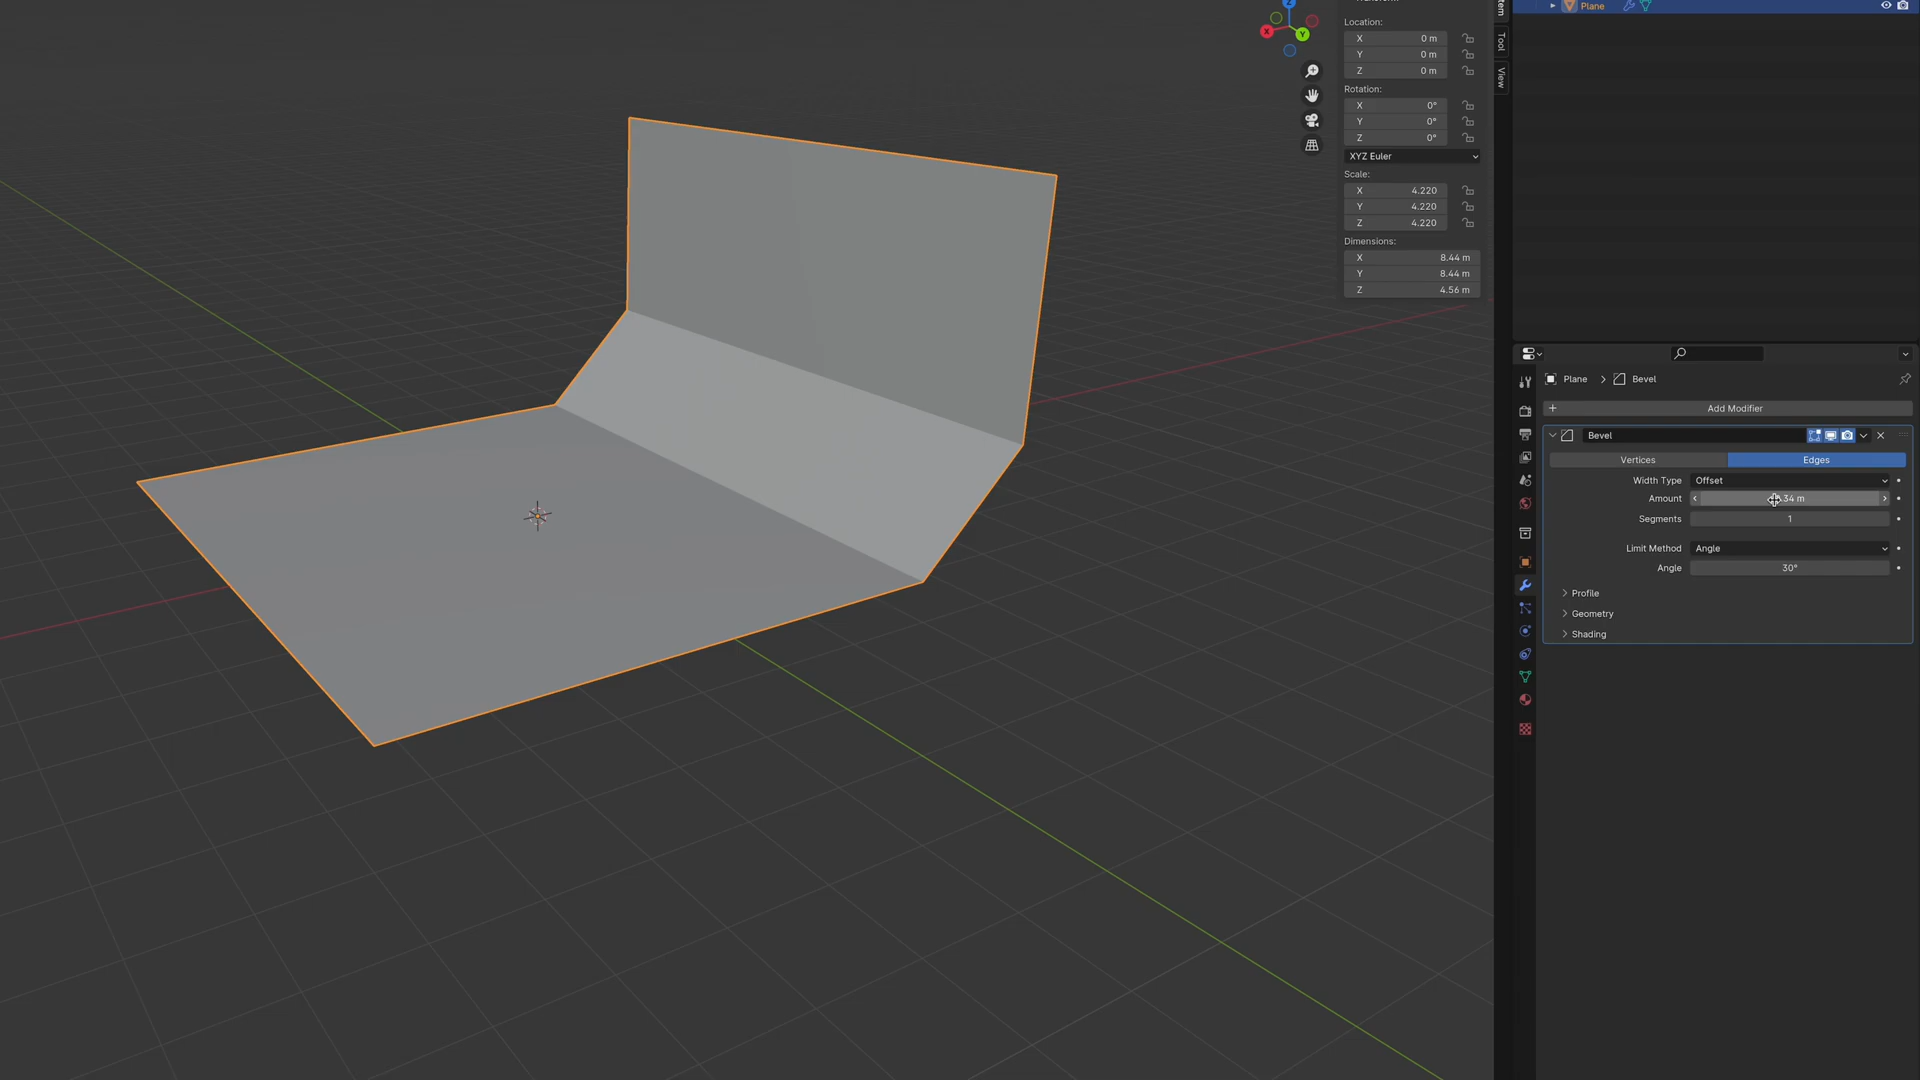 Plane
Location:
X 0 m
Y 0 m
Z 0 m
Rotation:
X 0°
Y 0°
Z 0°
XYZ Euler
Scale:
X 4.220
Y 4.220
Z 4.220
Dimensions:
X 8.44 m
Y 8.44 m
Z 4.56 m
Tool
View
Z
X
Y
Plane Bevel
Add Modifier
Bevel
Vertices Edges
Width Type Offset
Amount 34 m
Segments 1
Limit Method Angle
Angle 30°
Profile
Geometry
Shading